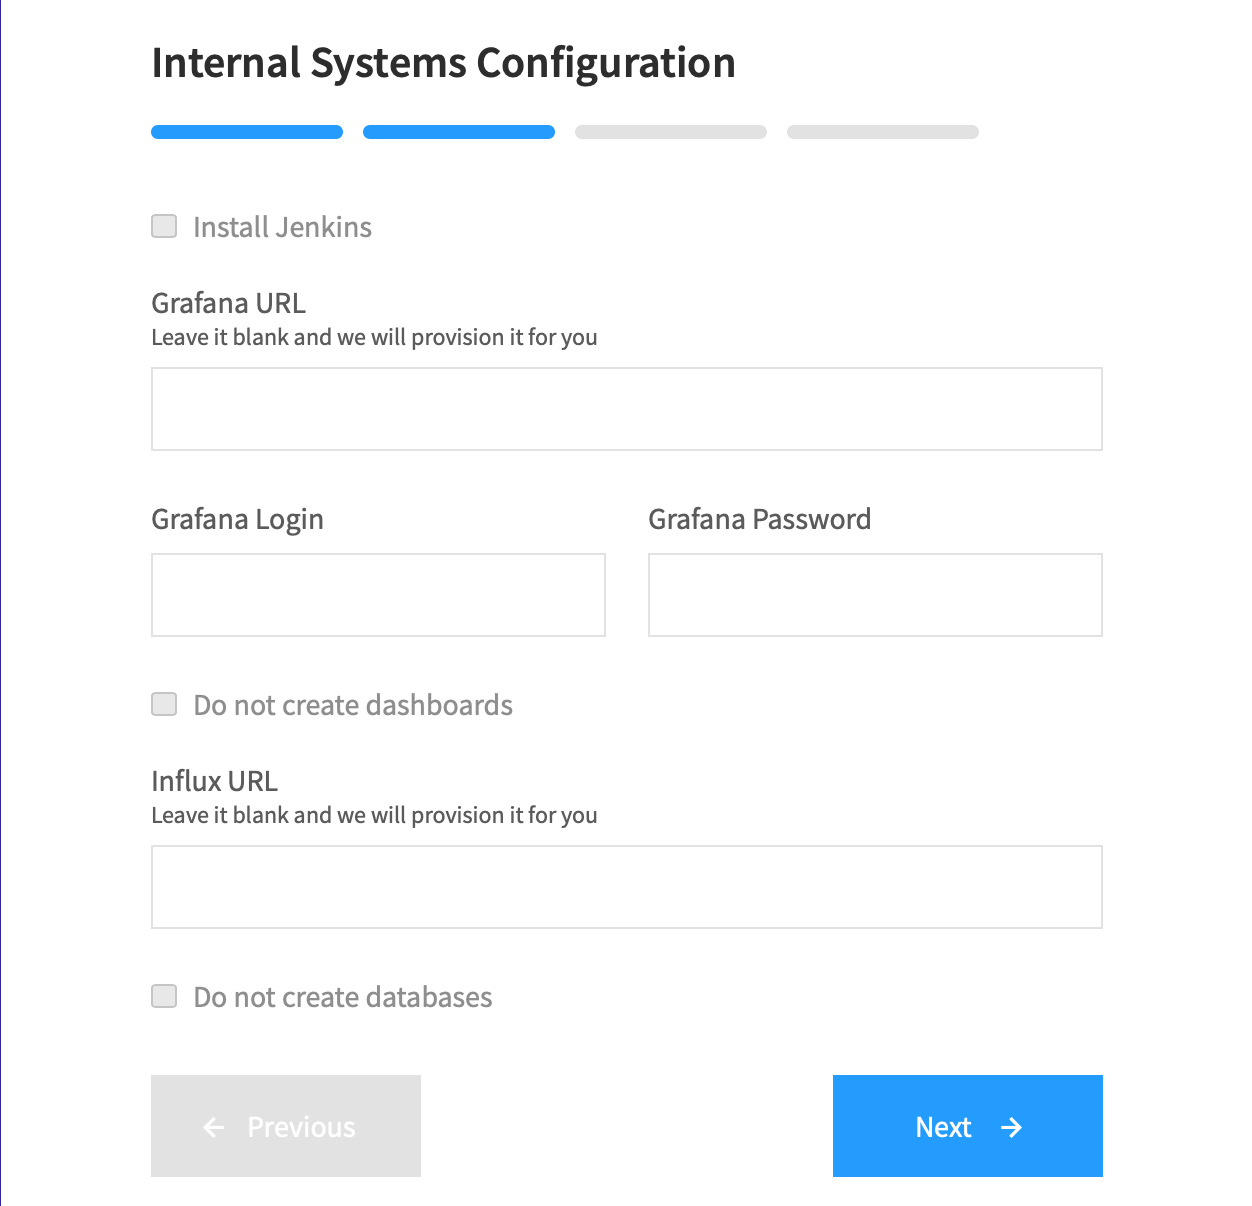 Internal Systems Configuration
Install Jenkins
Grafana URL
Leave it blank and we will provision it for you
Grafana Login
Grafana Password
Do not create dashboards
Influx URL
Leave it blank and we will provision it for you
Do not create databases
← Previous
Next →